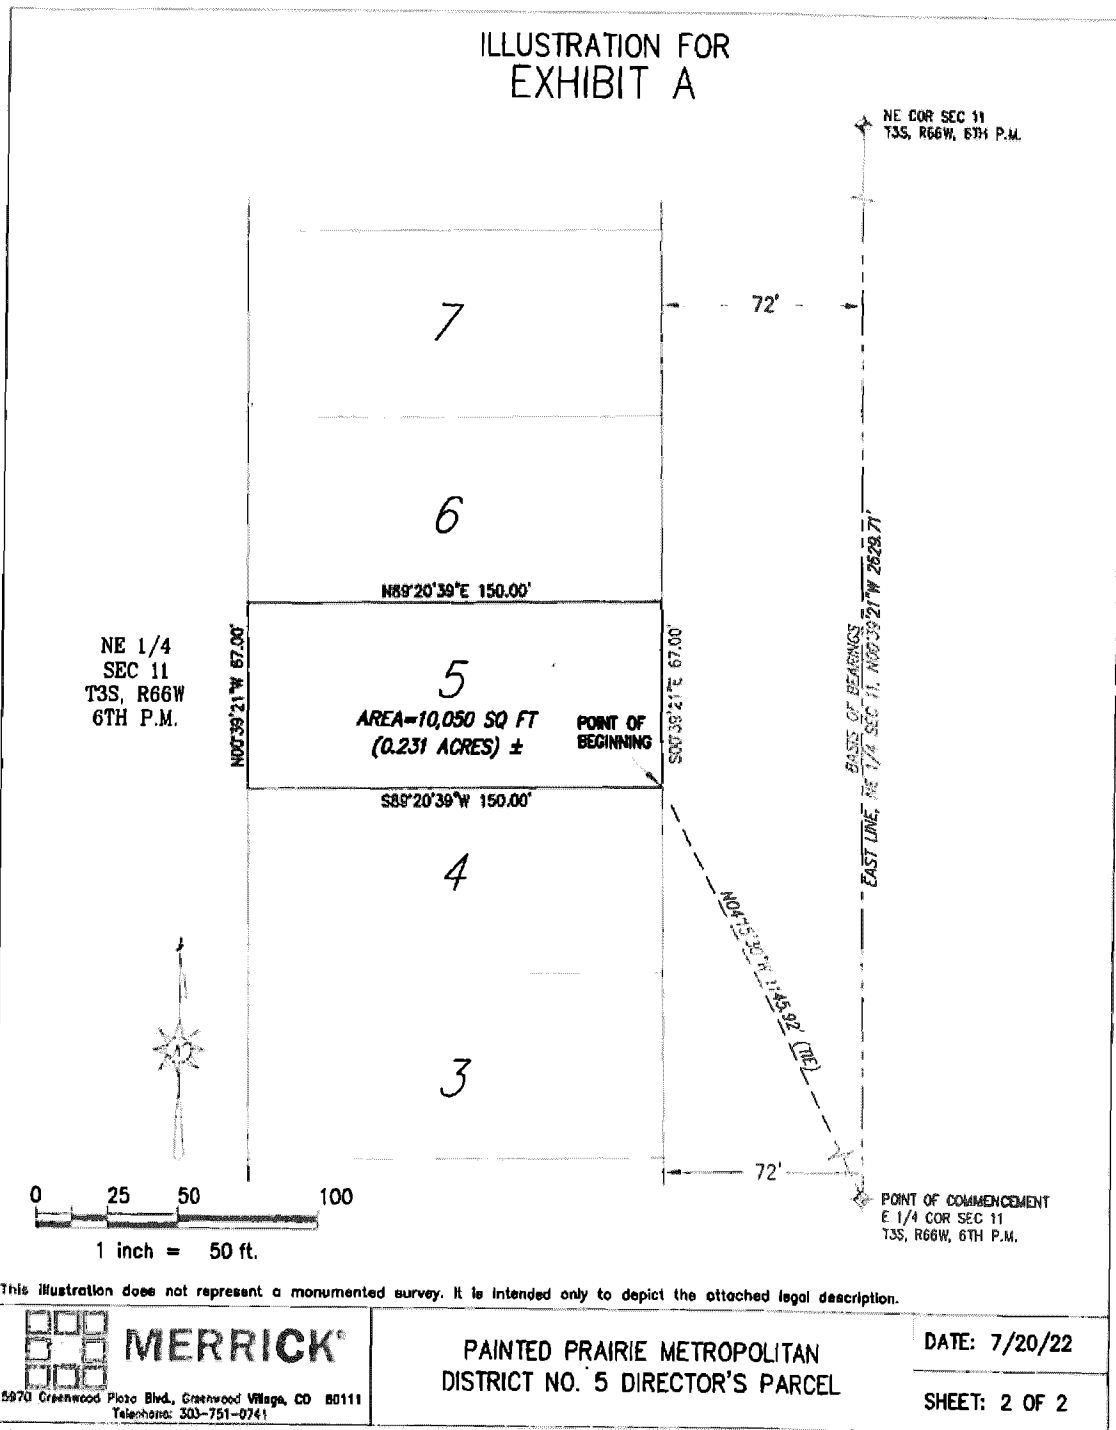 ILLUSTRATION FOR
EXHIBIT A
NE COR SEC 11
T3S, R66W, 6TH P.M.
7
72'
6
N89°20'39"E 150.00'
NE 1/4
SEC 11
T3S, R66W
6TH P.M.
N00°39'21"W 67.00'
5
AREA=10,050 SQ FT
(0.231 ACRES) ±
POINT OF
BEGINNING
S00°39'21"E 67.00'
BASIS OF BEARINGS
EAST LINE, NE 1/4 SEC 11, N00°39'21"W 2629.71'
S89°20'39"W 150.00'
4
N04°15'30"W 1145.92' (TIE)
3
72'
POINT OF COMMENCEMENT
E 1/4 COR SEC 11
T3S, R66W, 6TH P.M.
0 25 50 100
1 inch = 50 ft.
This illustration does not represent a monumented survey. It is intended only to depict the attached legal description.
MERRICK®
5970 Greenwood Plaza Blvd., Greenwood Village, CO 80111
Telephone: 303-751-0741
PAINTED PRAIRIE METROPOLITAN
DISTRICT NO. 5 DIRECTOR'S PARCEL
DATE: 7/20/22
SHEET: 2 OF 2